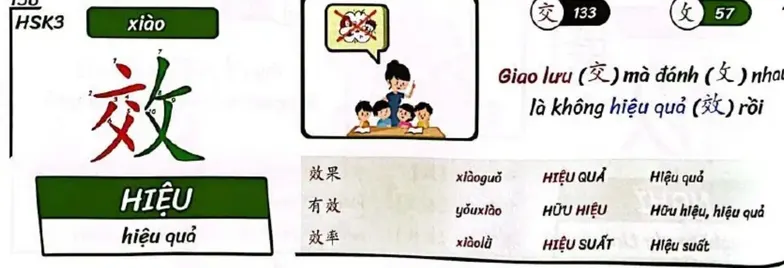 HSK3
xiào
效
HIỆU
hiệu quả
交 133
攵 57
Giao lưu (交) mà đánh (攵) nhau
là không hiệu quả (效) rồi
效果 xiàoguǒ HIỆU QUẢ Hiệu quả
有效 yǒuxiào HỮU HIỆU Hữu hiệu, hiệu quả
效率 xiàolǜ HIỆU SUẤT Hiệu suất